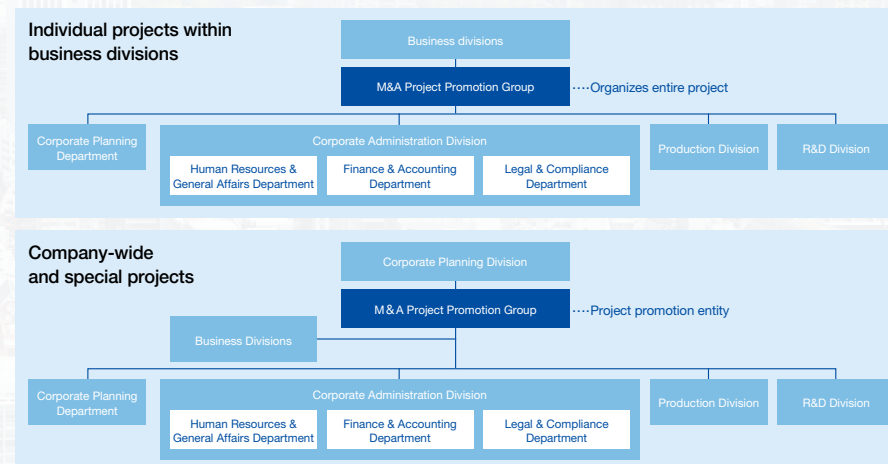 Individual projects within
business divisions
Business divisions
M&A Project Promotion Group
····Organizes entire project
Corporate Planning
Department
Corporate Administration Division
Human Resources &
General Affairs Department
Finance & Accounting
Department
Legal & Compliance
Department
Production Division
R&D Division
Company-wide
and special projects
Corporate Planning Division
M&A Project Promotion Group
····Project promotion entity
Business Divisions
Corporate Planning
Department
Corporate Administration Division
Human Resources &
General Affairs Department
Finance & Accounting
Department
Legal & Compliance
Department
Production Division
R&D Division